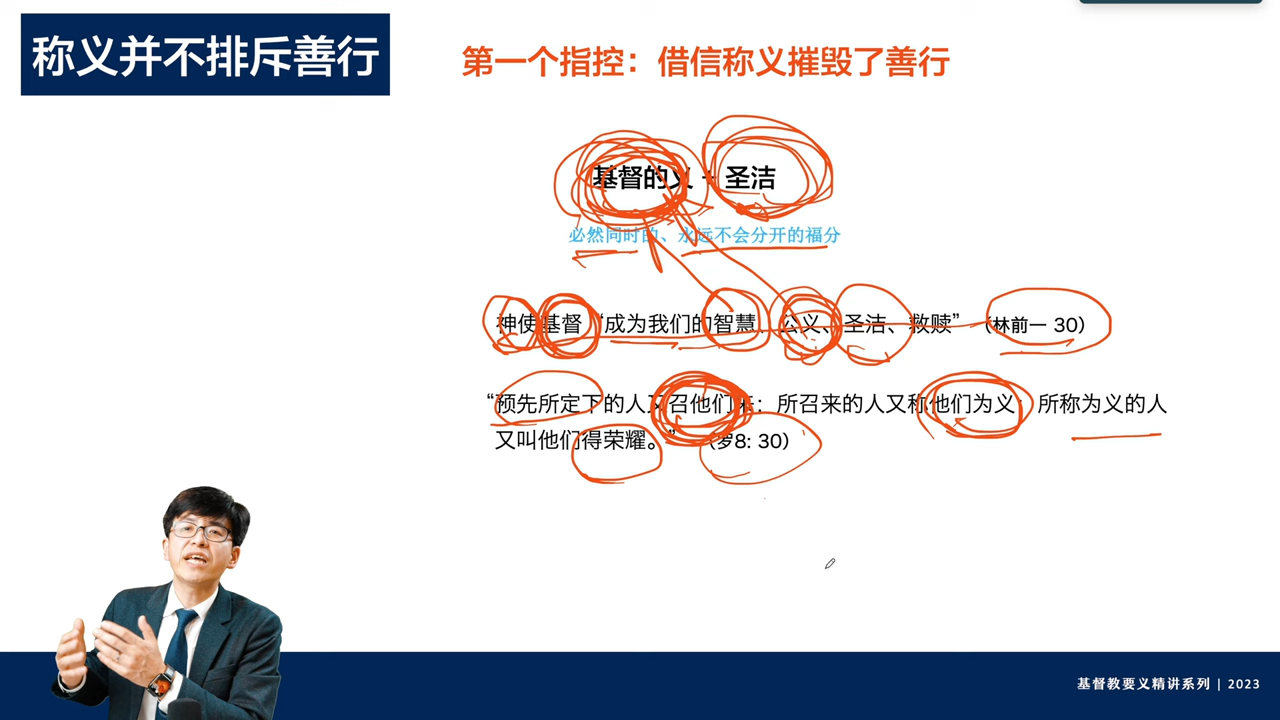 称义并不排斥善行
第一个指控：借信称义摧毁了善行
基督的义 + 圣洁
必然同时的、永远不会分开的福分
神使基督“成为我们的智慧、公义、圣洁、救赎”（林前一 30）
“预先所定下的人又召他们来：所召来的人又称他们为义；所称为义的人
又叫他们得荣耀。”（罗8: 30）
基督教要义精讲系列 | 2023